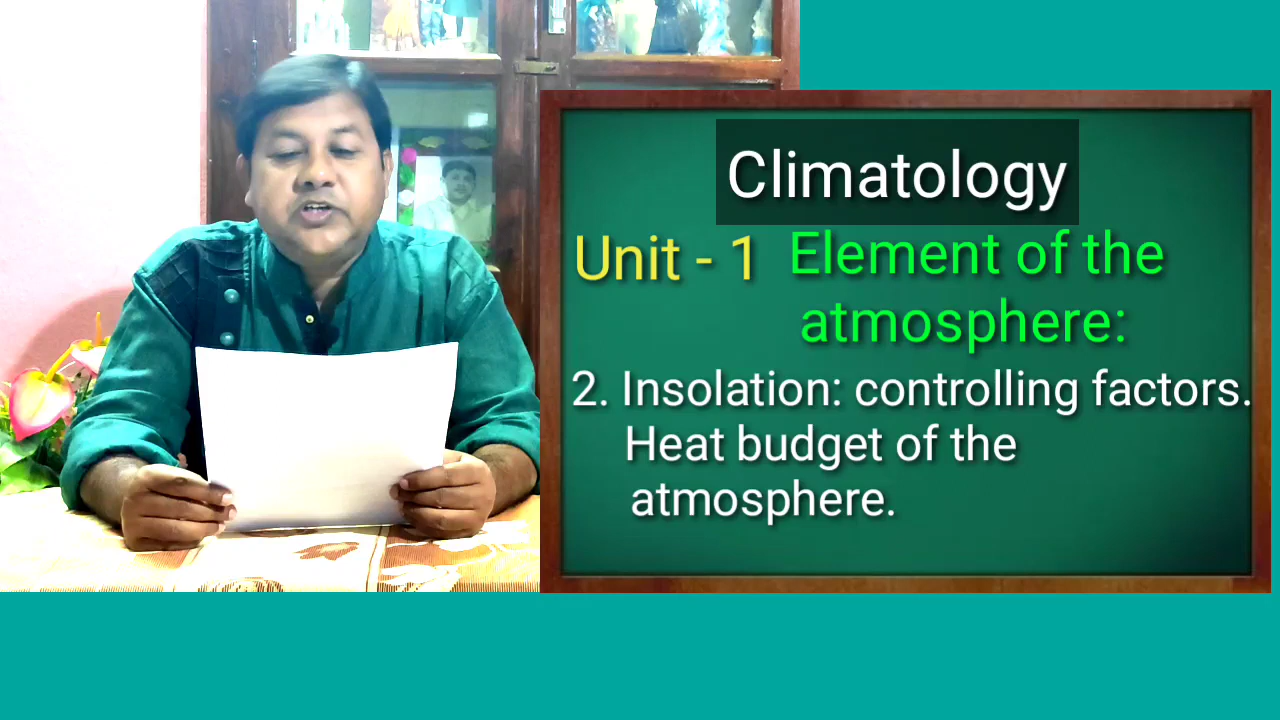 Climatology
Unit - 1 Element of the
atmosphere:
2. Insolation: controlling factors.
Heat budget of the
atmosphere.